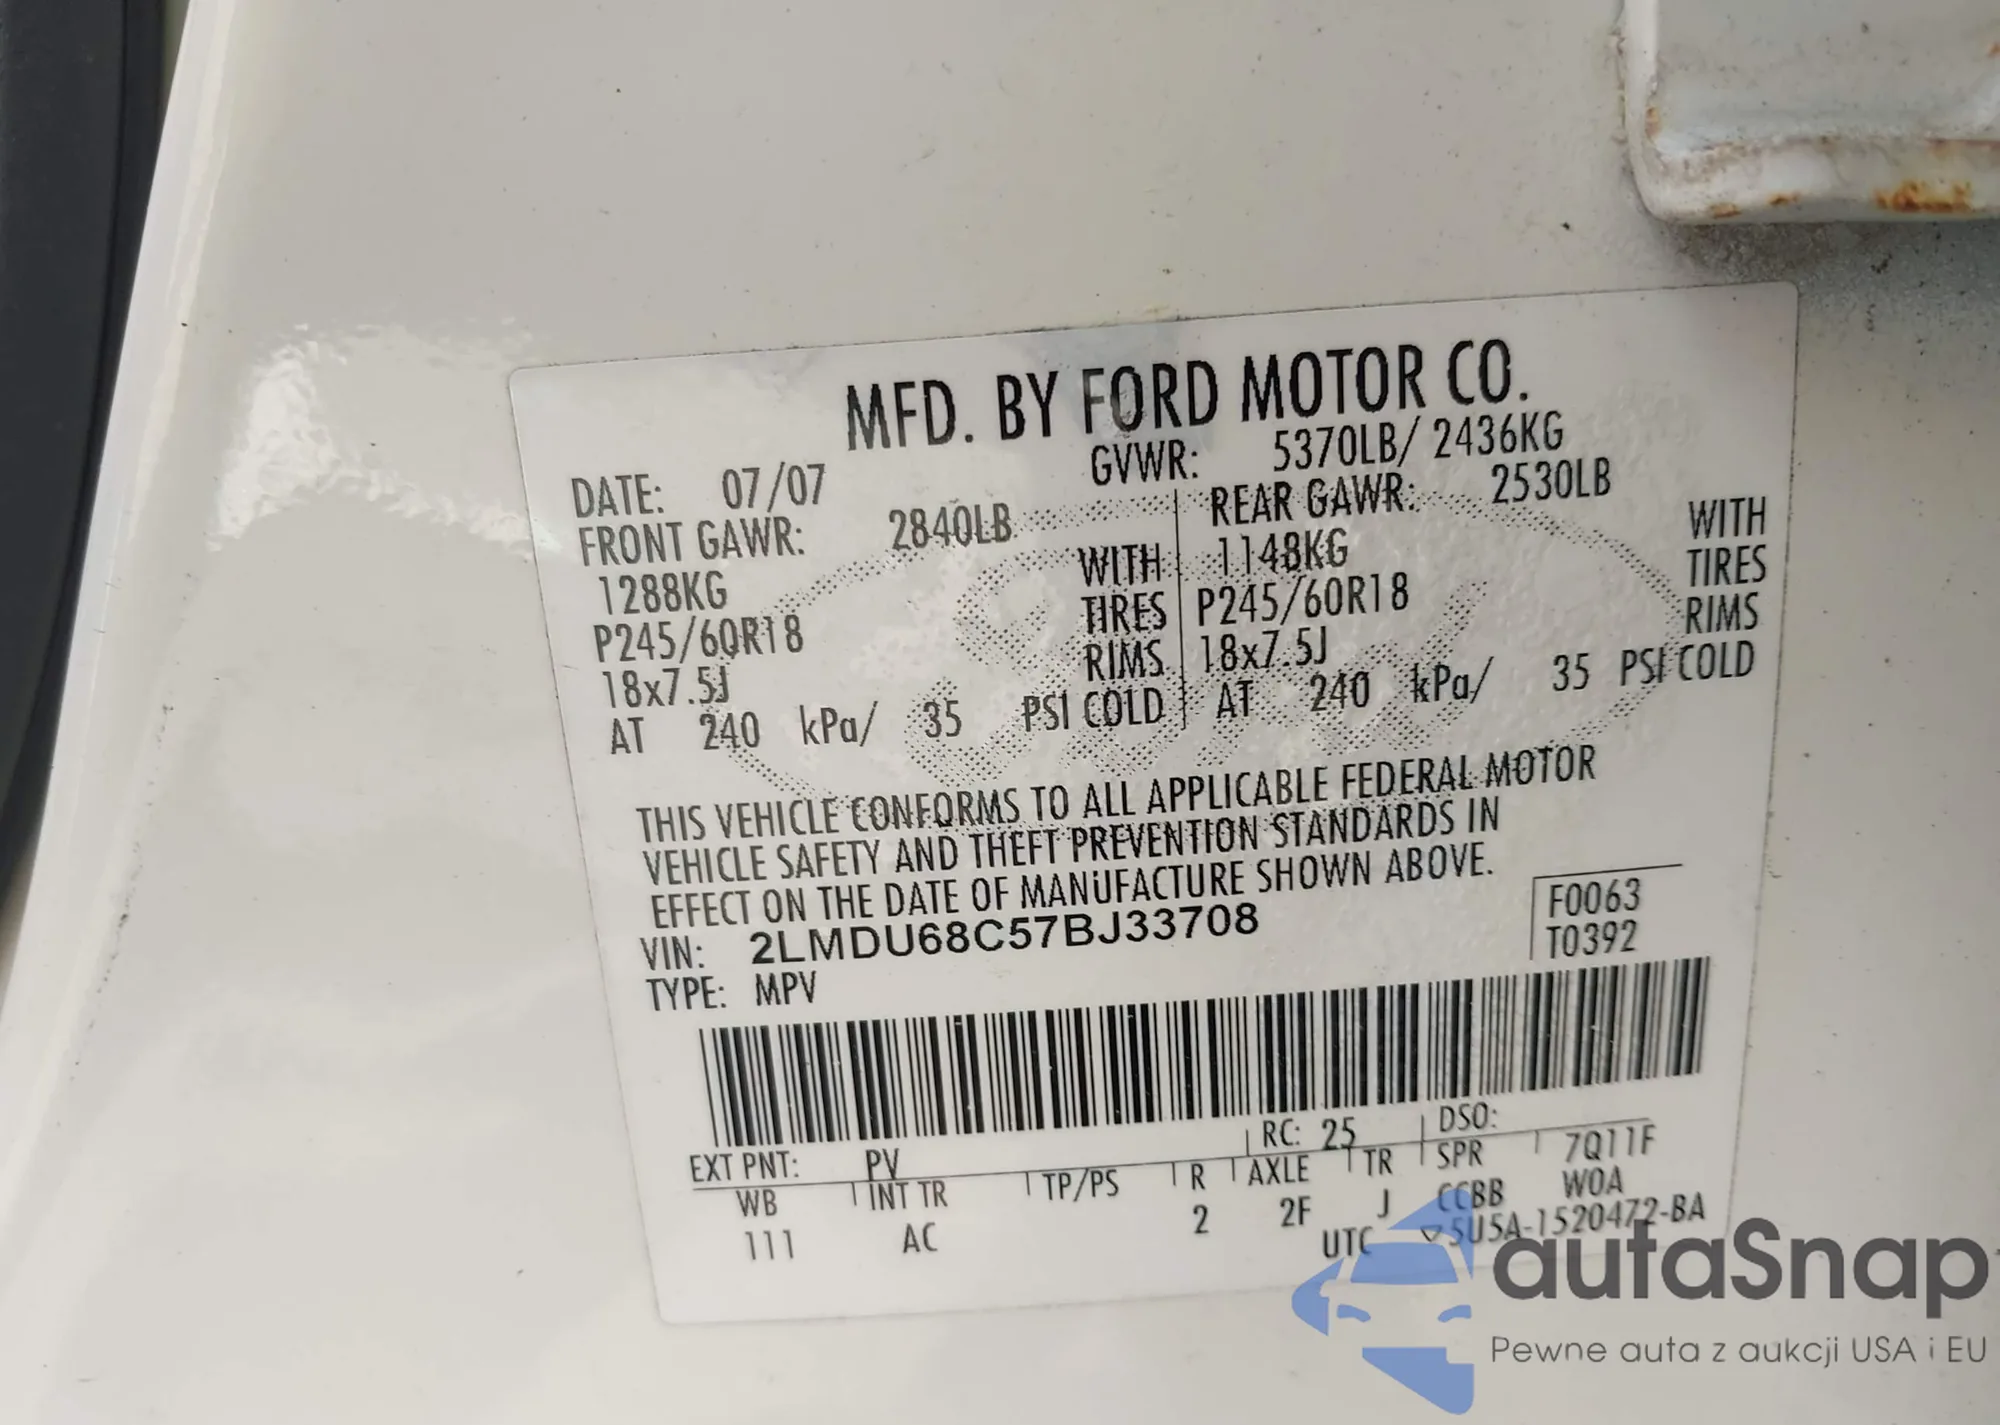 MFD. BY FORD MOTOR CO.
DATE: 07/07 GVWR: 5370LB/ 2436KG
FRONT GAWR: 2840LB REAR GAWR: 2530LB
1288KG WITH 1148KG WITH
P245/60R18 TIRES P245/60R18 TIRES
18x7.5J RIMS 18x7.5J RIMS
AT 240 kPa/ 35 PSI COLD AT 240 kPa/ 35 PSI COLD
THIS VEHICLE CONFORMS TO ALL APPLICABLE FEDERAL MOTOR
VEHICLE SAFETY AND THEFT PREVENTION STANDARDS IN
EFFECT ON THE DATE OF MANUFACTURE SHOWN ABOVE.
VIN: 2LMDU68C57BJ33708 F0063
TYPE: MPV T0392
EXT PNT: PV RC: 25 DSO:
WB INT TR TP/PS R AXLE TR SPR 7Q11F
111 AC 2 2F J CCBB WOA
UTC ▽5U5A-1520472-BA
autaSnap
Pewne auta z aukcji USA i EU